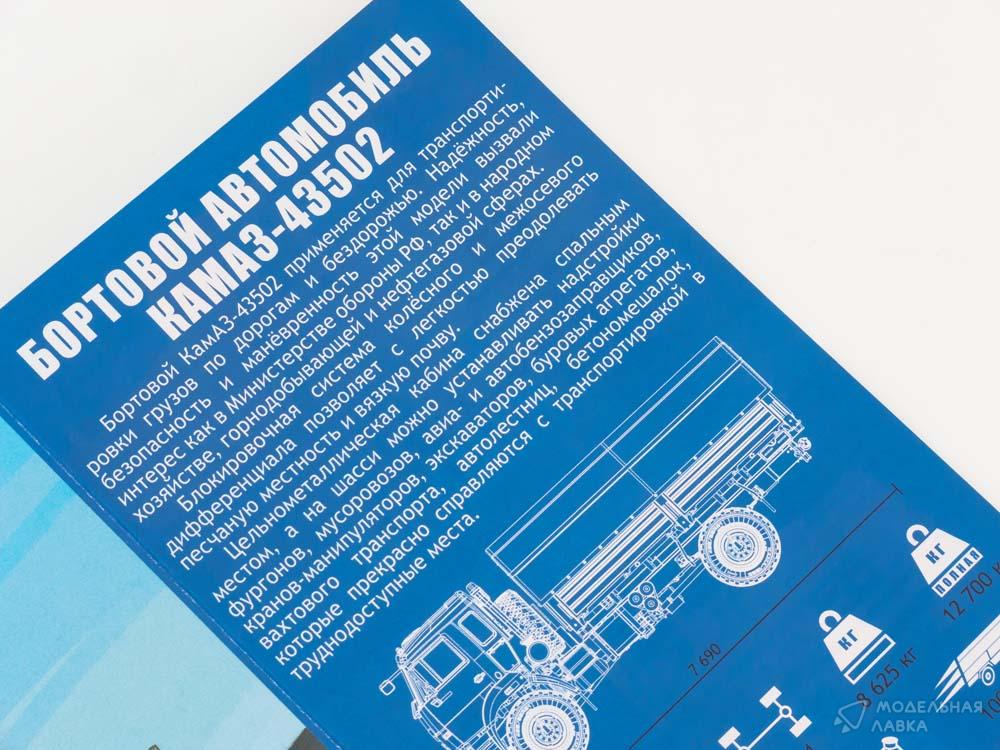 БОРТОВОЙ АВТОМОБИЛЬ
КАМАЗ-43502
Бортовой КамАЗ-43502 применяется для транспорти-
ровки грузов по дорогам и бездорожью. Надёжность,
безопасность и манёвренность этой модели вызвали
интерес как в Министерстве обороны РФ, так и в народном
хозяйстве, горнодобывающей и нефтегазовой сферах.
Блокировочная система колёсного и межосевого
дифференциала позволяет с легкостью преодолевать
песчаную местность и вязкую почву.
Цельнометаллическая кабина снабжена спальным
местом, а на шасси можно устанавливать надстройки
фургонов, мусоровозов, авиа- и автобензозаправщиков,
кранов-манипуляторов, экскаваторов, буровых агрегатов,
вахтового транспорта, автолестниц, бетономешалок,
которые прекрасно справляются с транспортировкой в
труднодоступные места.
7 690
КГ
ПОЛНАЯ
12 700 к
КГ
8 625 кг
МОДЕЛЬНАЯ
ЛАВКА